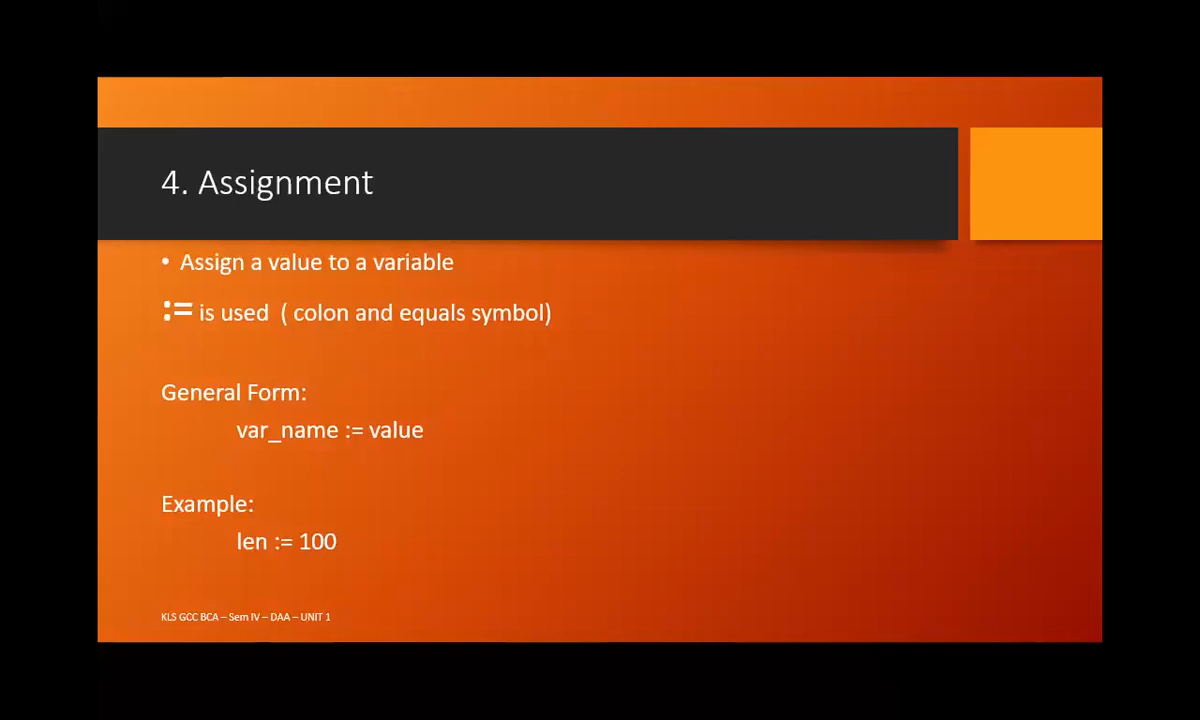 4. Assignment
• Assign a value to a variable
:= is used ( colon and equals symbol)
General Form:
var_name := value
Example:
len := 100
KLS GCC BCA – Sem IV – DAA – UNIT 1